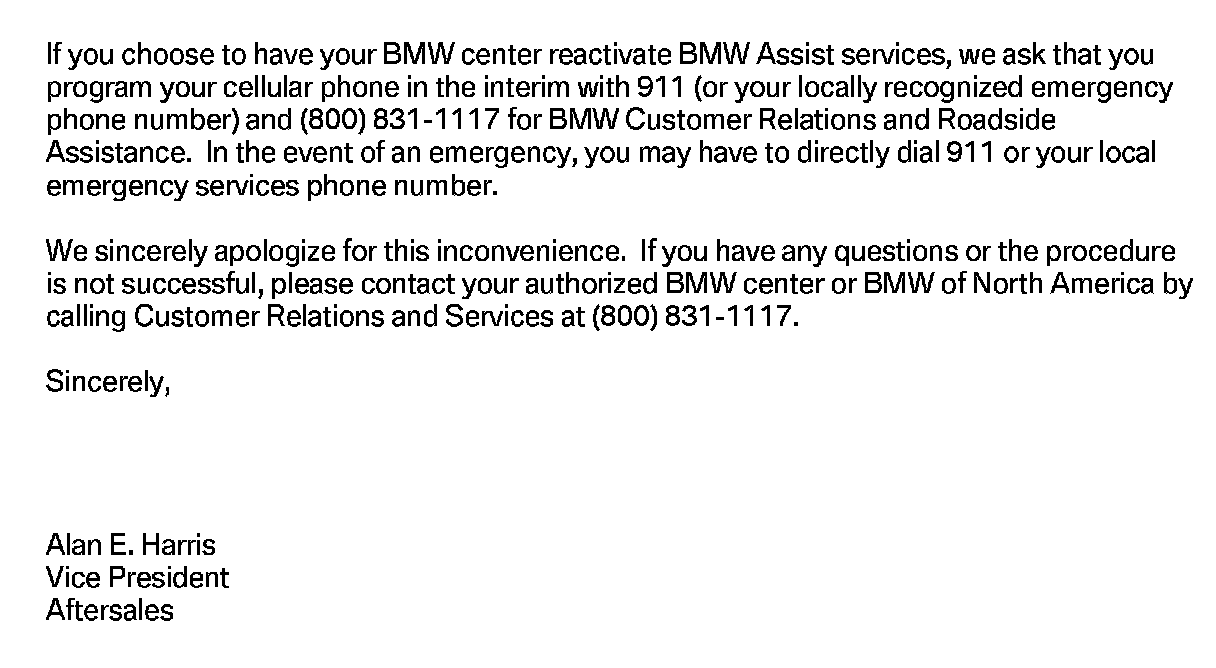 If you choose to have your BMW center reactivate BMW Assist services, we ask that you
program your cellular phone in the interim with 911 (or your locally recognized emergency
phone number) and (800) 831-1117 for BMW Customer Relations and Roadside
Assistance.  In the event of an emergency, you may have to directly dial 911 or your local
emergency services phone number.
We sincerely apologize for this inconvenience.  If you have any questions or the procedure
is not successful, please contact your authorized BMW center or BMW of North America by
calling Customer Relations and Services at (800) 831-1117.
Sincerely,
Alan E. Harris
Vice President
Aftersales